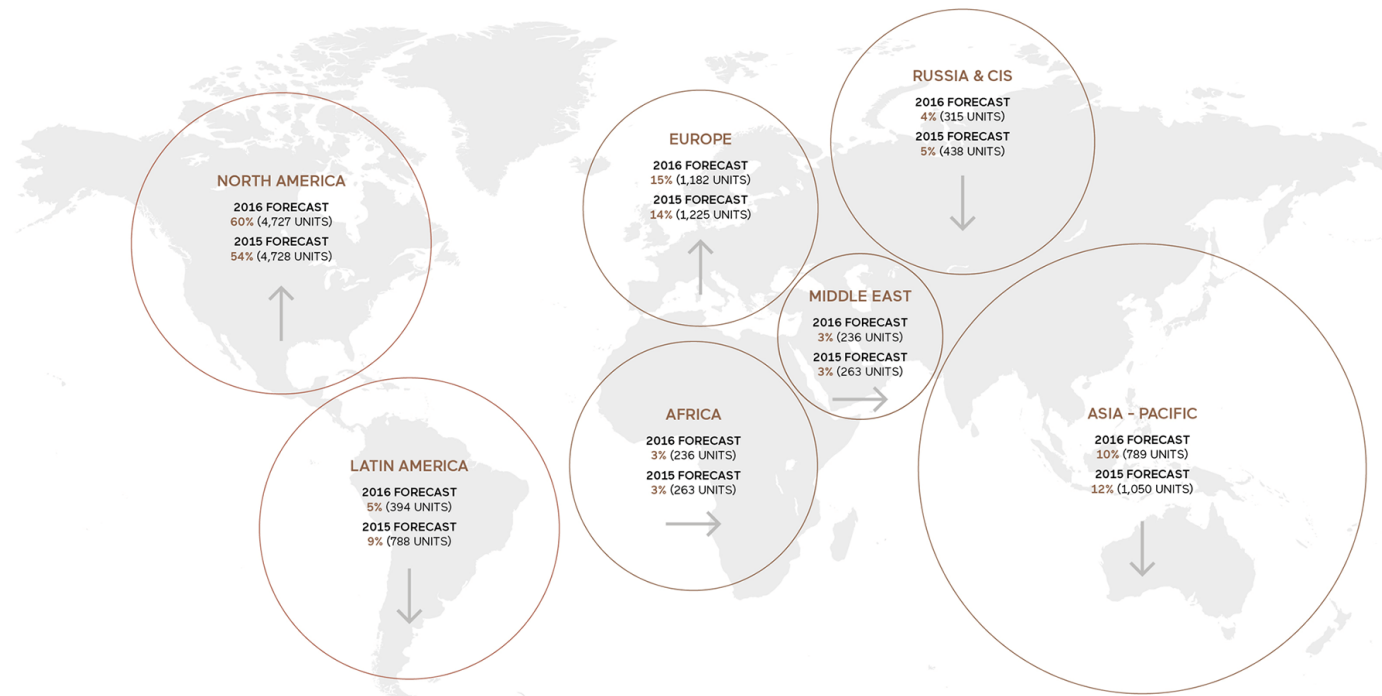 NORTH AMERICA
2016 FORECAST
60% (4,727 UNITS)
2015 FORECAST
54% (4,728 UNITS)
LATIN AMERICA
2016 FORECAST
5% (394 UNITS)
2015 FORECAST
9% (788 UNITS)
EUROPE
2016 FORECAST
15% (1,182 UNITS)
2015 FORECAST
14% (1,225 UNITS)
AFRICA
2016 FORECAST
3% (236 UNITS)
2015 FORECAST
3% (263 UNITS)
RUSSIA & CIS
2016 FORECAST
4% (315 UNITS)
2015 FORECAST
5% (438 UNITS)
MIDDLE EAST
2016 FORECAST
3% (236 UNITS)
2015 FORECAST
3% (263 UNITS)
ASIA - PACIFIC
2016 FORECAST
10% (789 UNITS)
2015 FORECAST
12% (1,050 UNITS)